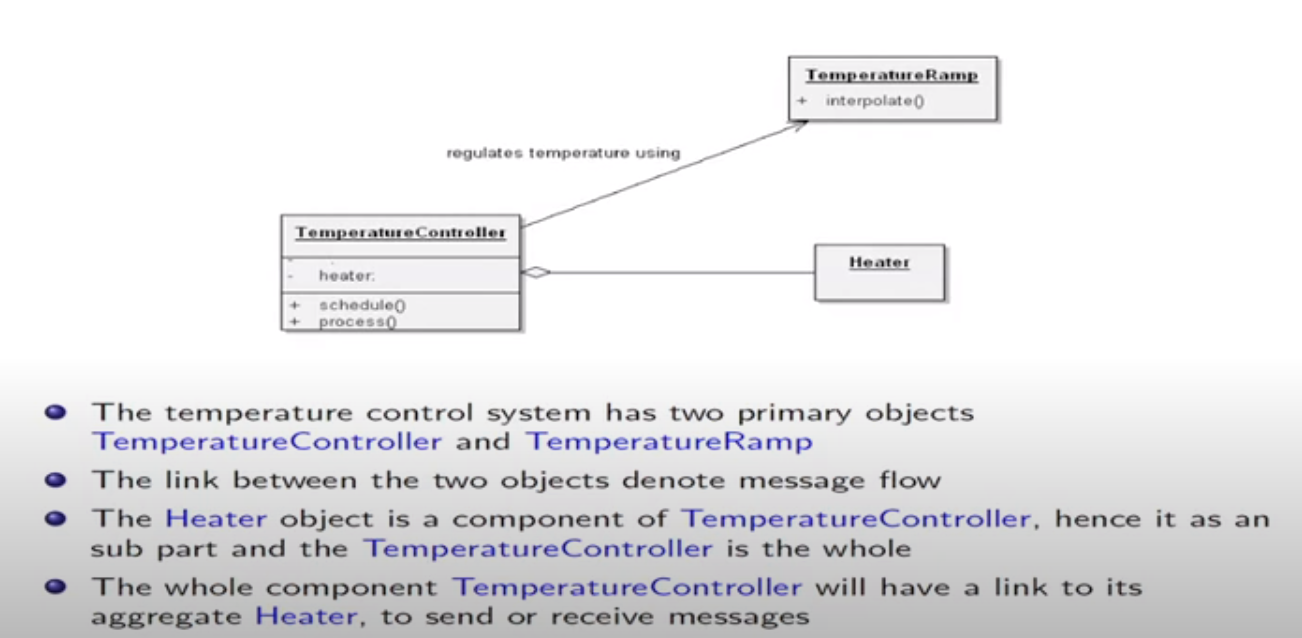 TemperatureRamp
+ interpolate()
regulates temperature using
TemperatureController
- heater:
+ schedule()
+ process()
Heater
The temperature control system has two primary objects
TemperatureController and TemperatureRamp
The link between the two objects denote message flow
The Heater object is a component of TemperatureController, hence it as an
sub part and the TemperatureController is the whole
The whole component TemperatureController will have a link to its
aggregate Heater, to send or receive messages